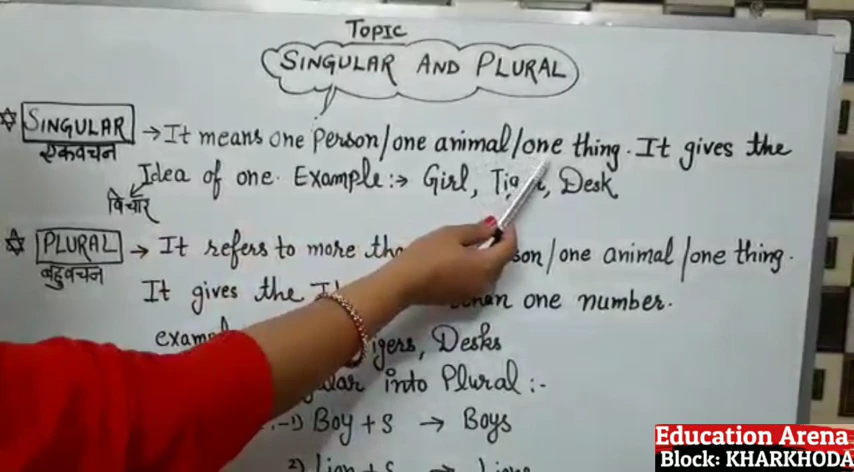 TOPIC
SINGULAR AND PLURAL
SINGULAR → It means one person/one animal/one thing. It gives the
एकवचन
Idea of one. Example:→ Girl, Desk
विचार
PLURAL → It refers to more /one animal/one thing.
बहुवचन
It gives the one number.
Desks
into Plural:-
1) Boy + s → Boys
2)
Education Arena
Block: KHARKHODA